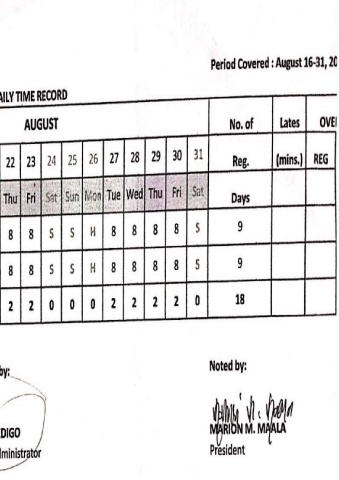 Period Covered : August 16-31, 20
AILY TIME RECORD
AUGUST No. of Lates OVE
22 23 24 25 26 27 28 29 30 31 Reg. (mins.) REG
Thu Fri Sat Sun Mon Tue Wed Thu Fri Sat Days
8 8 S S H 8 8 8 8 S 9
8 8 S S H 8 8 8 8 S 9
2 2 0 0 0 2 2 2 2 0 18
by: Noted by:
EDIGO MARION M. MAALA
ministrator President